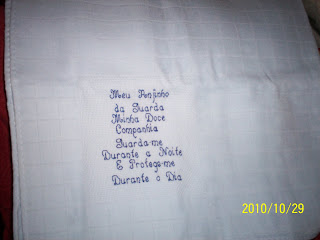 Meu Anjinho
da Guarda
Minha Doce
Companhia
Guarda-me
Durante a Noite
E Protege-me
Durante o Dia
2010/10/29